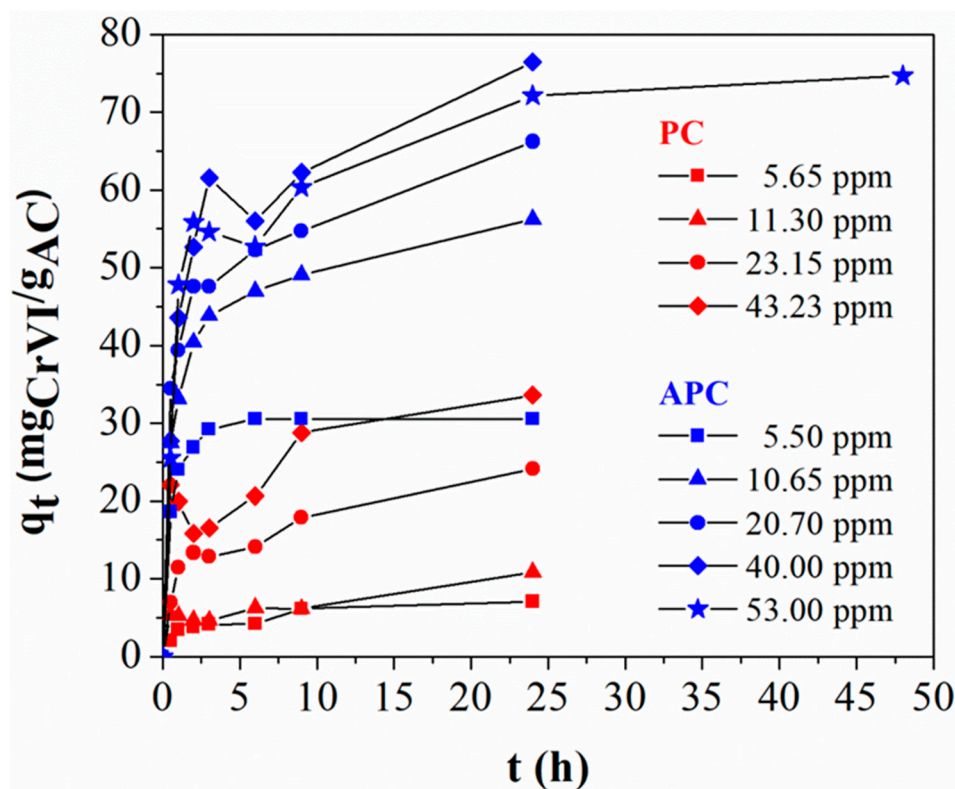 80
70
60
50
40
30
20
10
0
q_t (mgCrVI/gAC)
0 5 10 15 20 25 30 35 40 45 50
t (h)
PC
5.65 ppm
11.30 ppm
23.15 ppm
43.23 ppm
APC
5.50 ppm
10.65 ppm
20.70 ppm
40.00 ppm
53.00 ppm